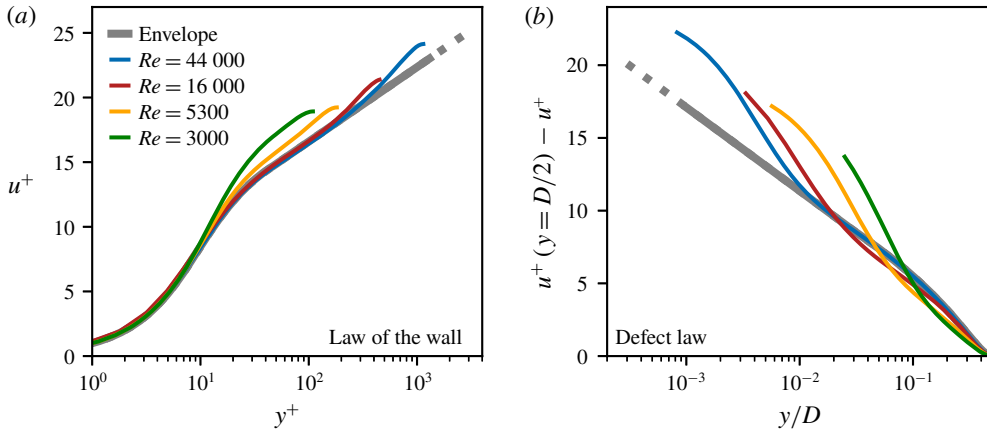 (a)
25
20
15
10
5
0
u⁺
Envelope
Re = 44 000
Re = 16 000
Re = 5300
Re = 3000
Law of the wall
10⁰
10¹
10²
10³
y⁺
(b)
20
15
10
5
0
u⁺ (y = D/2) − u⁺
Defect law
10⁻³
10⁻²
10⁻¹
y/D